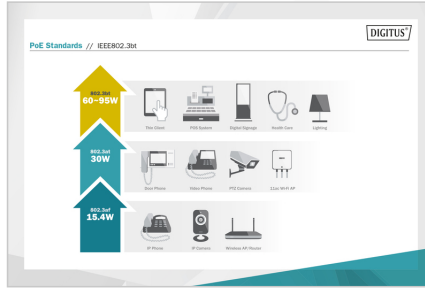 DIGITUS®
PoE Standards // IEEE802.3bt
802.3bt
60~95W
Thin Client
POS System
Digital Signage
Health Care
Lighting
802.3at
30W
Door Phone
Video Phone
PTZ Camera
11ac Wi-Fi AP
802.3af
15.4W
IP Phone
IP Camera
Wireless AP/Router